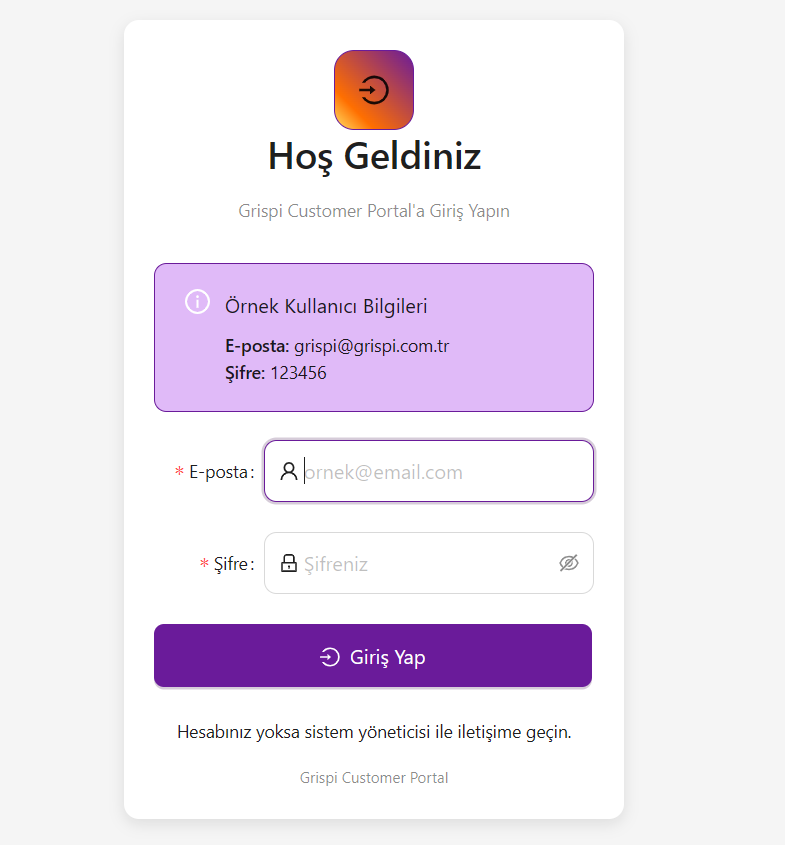 Hoş Geldiniz
Grispi Customer Portal'a Giriş Yapın
Örnek Kullanıcı Bilgileri
E-posta: grispi@grispi.com.tr
Şifre: 123456
* E-posta: ornek@email.com
* Şifre: Şifreniz
Giriş Yap
Hesabınız yoksa sistem yöneticisi ile iletişime geçin.
Grispi Customer Portal